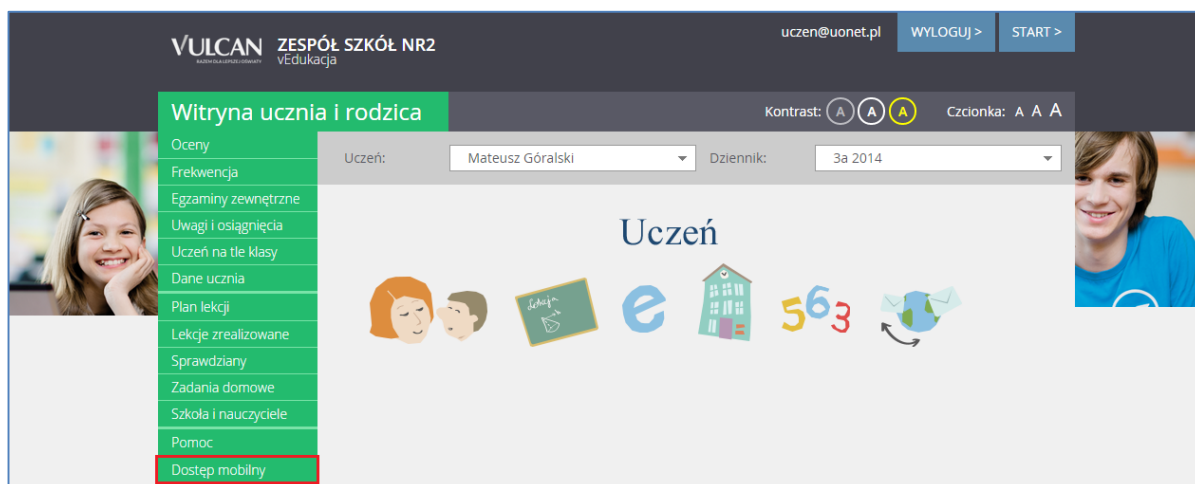 VULCAN ZESPÓŁ SZKÓŁ NR2
vEdukacja
uczen@uonet.pl WYLOGUJ > START >
Witryna ucznia i rodzica
Kontrast: A A A Czcionka: A A A
Oceny
Frekwencja
Egzaminy zewnętrzne
Uwagi i osiągnięcia
Uczeń na tle klasy
Dane ucznia
Plan lekcji
Lekcje zrealizowane
Sprawdziany
Zadania domowe
Szkoła i nauczyciele
Pomoc
Dostęp mobilny
Uczeń: Mateusz Góralski Dziennik: 3a 2014
Uczeń
Lekcja
e
563